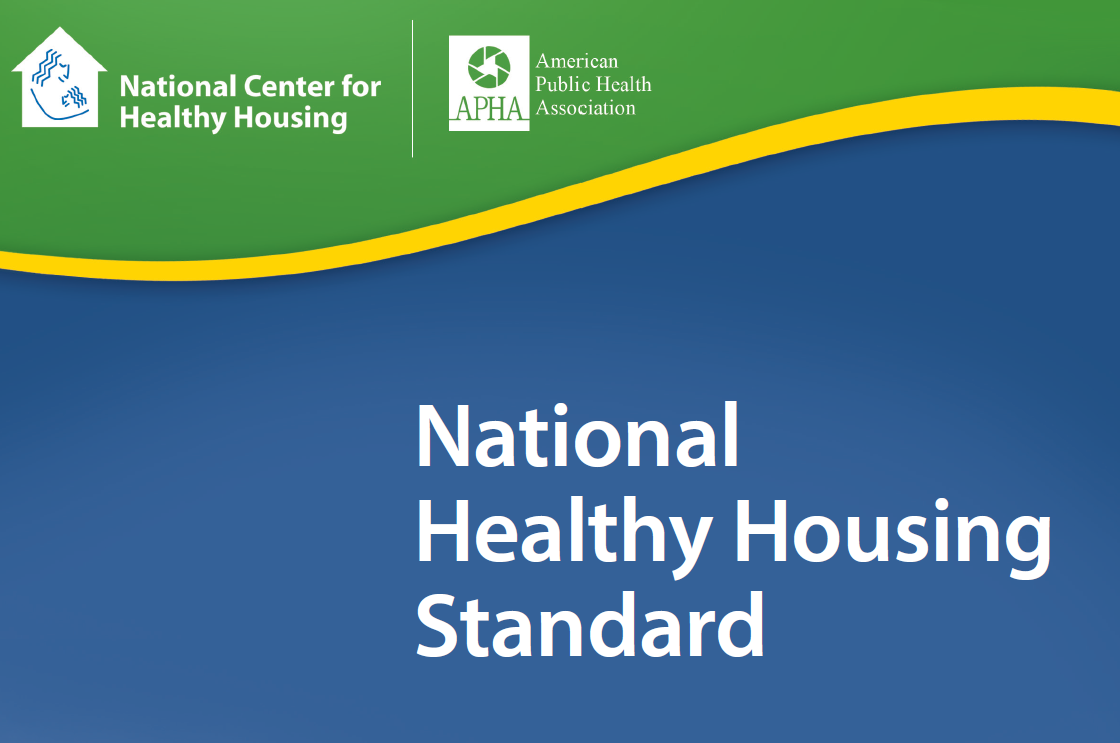 National Center for
Healthy Housing
APHA
American
Public Health
Association
National
Healthy Housing
Standard